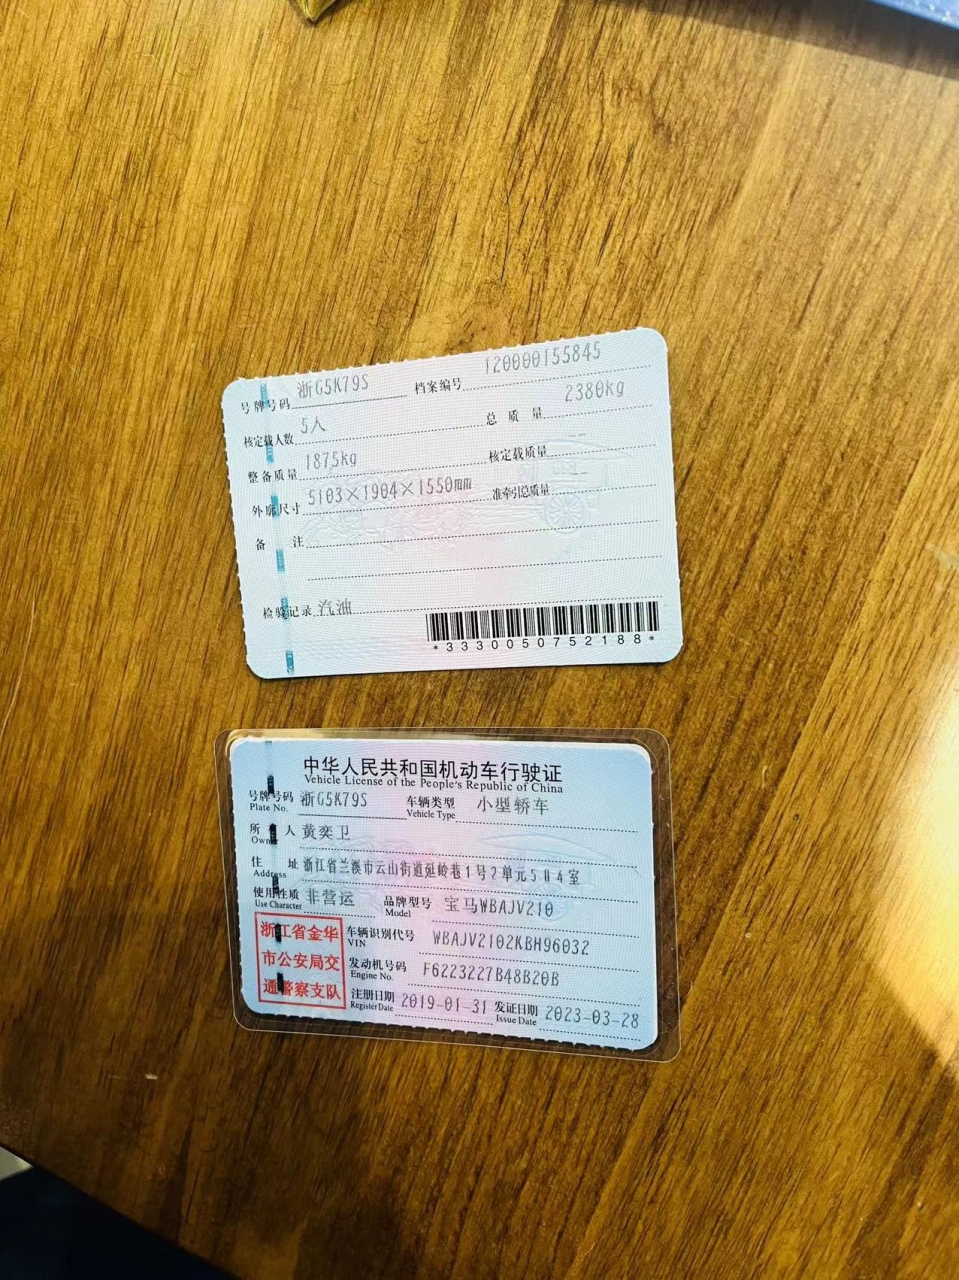 号牌号码 浙G5K79S 档案编号 120000155845
核定载人数 5人 总质量 2380kg
整备质量 1875kg 核定载质量
外廓尺寸 5103×1904×1550mm 准牵引总质量
备注
检验记录 汽油
*3330050752188*
中华人民共和国机动车行驶证
Vehicle License of the People's Republic of China
号牌号码 浙G5K79S 车辆类型 小型轿车
Plate No. Vehicle Type
所有人 黄奕卫
Owner
住址 浙江省兰溪市云山街道延岭巷1号2单元504室
Address
使用性质 非营运 品牌型号 宝马WBAJV210
Use Character Model
浙江省金华
市公安局交
通警察支队
车辆识别代号 WBAJV2102KBH96032
VIN
发动机号码 F6223227B48B20B
Engine No.
注册日期 2019-01-31 发证日期 2023-03-28
Register Date Issue Date